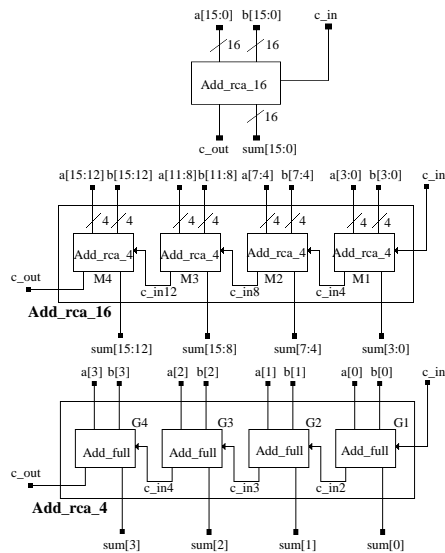 a[15:0] b[15:0]
c_in
16 16
Add_rca_16
16
c_out sum[15:0]
a[15:12] b[15:12] a[11:8] b[11:8] a[7:4] b[7:4] a[3:0] b[3:0] c_in
4 4 4 4 4 4 4 4
Add_rca_4 Add_rca_4 Add_rca_4 Add_rca_4
M4 M3 M2 M1
c_out c_in12 c_in8 c_in4
Add_rca_16
sum[15:12] sum[15:8] sum[7:4] sum[3:0]
a[3] b[3] a[2] b[2] a[1] b[1] a[0] b[0] c_in
G4 G3 G2 G1
Add_full Add_full Add_full Add_full
c_out c_in4 c_in3 c_in2
Add_rca_4
sum[3] sum[2] sum[1] sum[0]